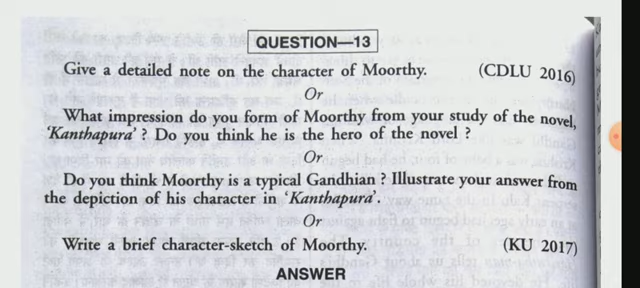 QUESTION—13
Give a detailed note on the character of Moorthy. (CDLU 2016)
Or
What impression do you form of Moorthy from your study of the novel,
'Kanthapura' ? Do you think he is the hero of the novel ?
Or
Do you think Moorthy is a typical Gandhian ? Illustrate your answer from
the depiction of his character in 'Kanthapura'.
Or
Write a brief character-sketch of Moorthy. (KU 2017)
ANSWER